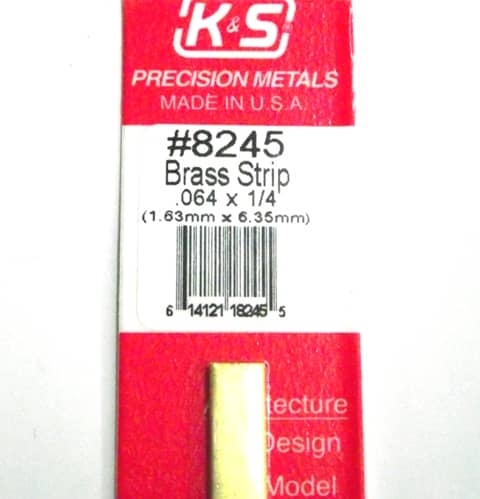 K&S
PRECISION METALS
MADE IN U.S.A.
#8245
Brass Strip
.064 x 1/4"
(1.63mm x 6.35mm)
6 14121 18245 5
tecture
Design
Model